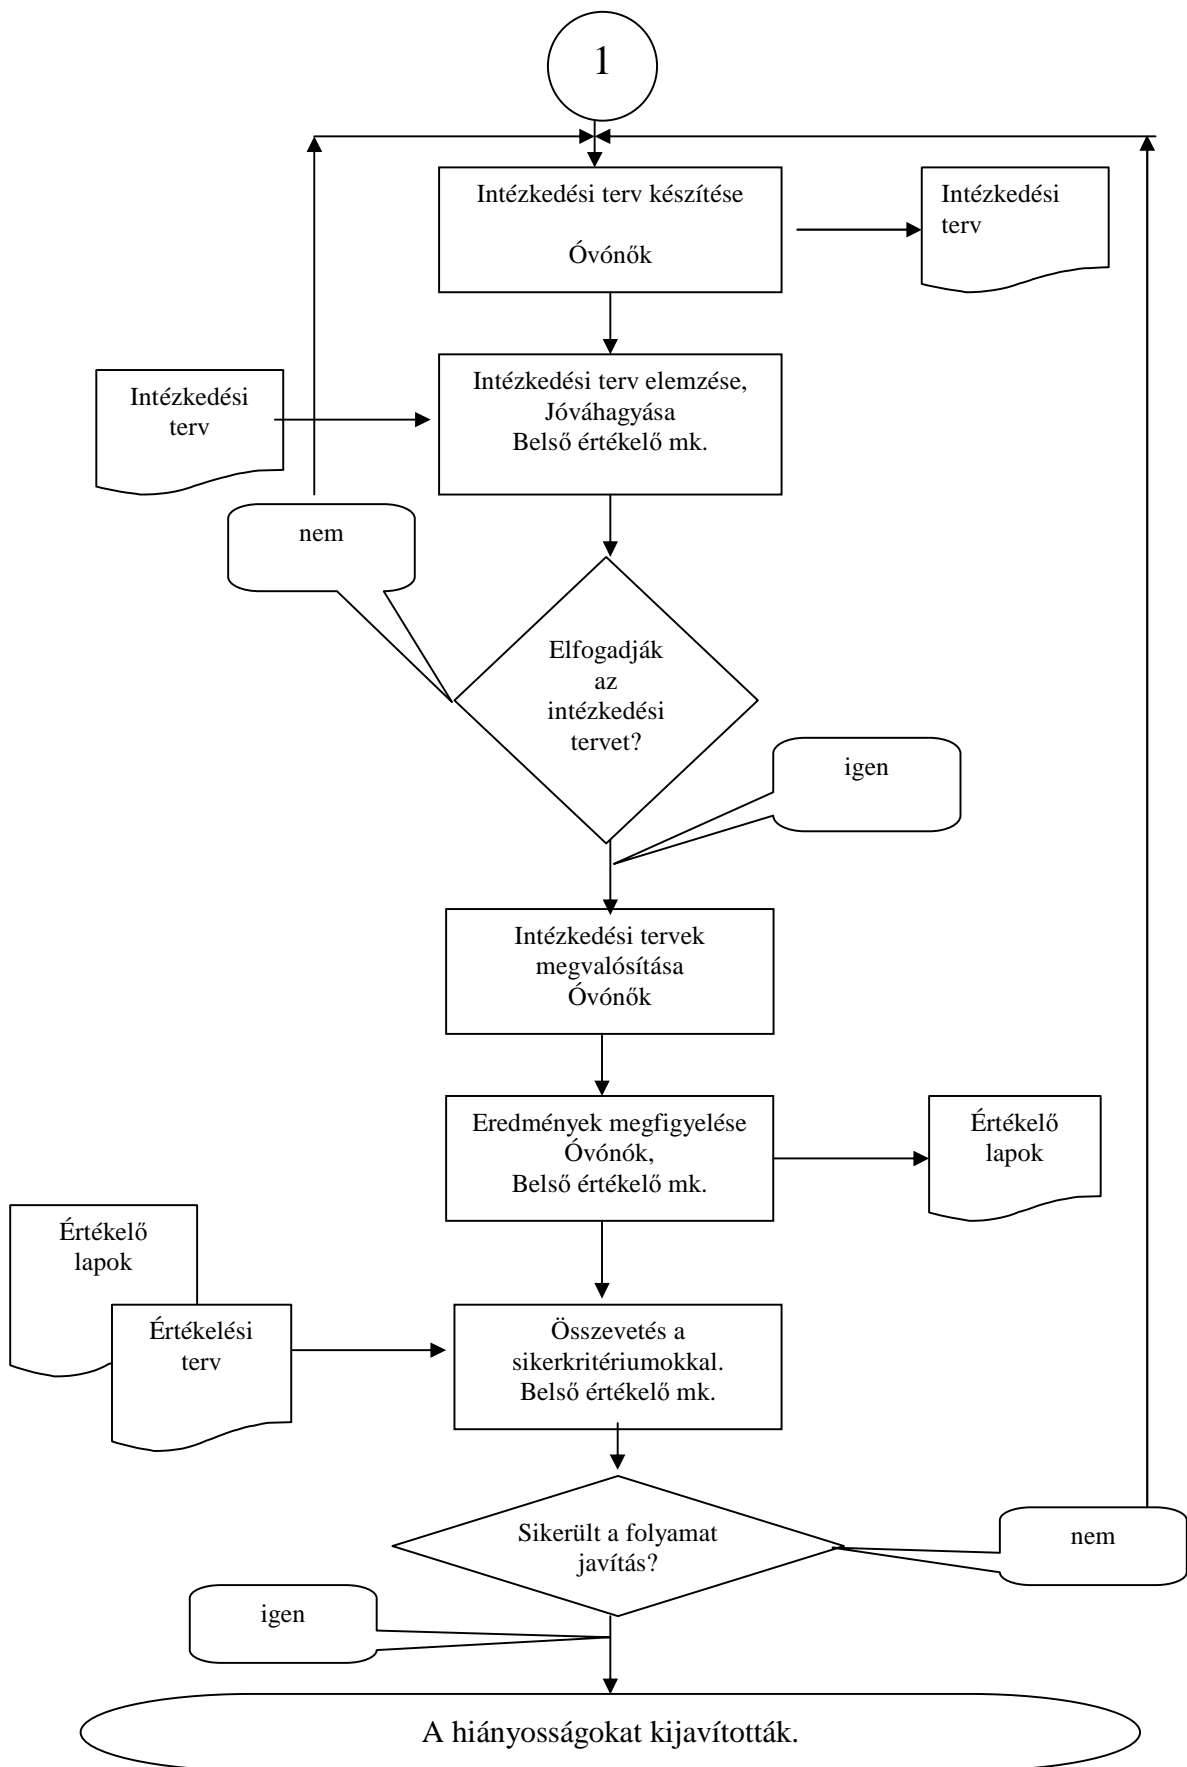 1
Intézkedési terv készítése
Óvónők
Intézkedési
terv
Intézkedési
terv
Intézkedési terv elemzése,
Jóváhagyása
Belső értékelő mk.
nem
Elfogadják
az
intézkedési
tervet?
igen
Intézkedési tervek
megvalósítása
Óvónők
Eredmények megfigyelése
Óvónók,
Belső értékelő mk.
Értékelő
lapok
Értékelő
lapok
Értékelési
terv
Összevetés a
sikerkritériumokkal.
Belső értékelő mk.
Sikerült a folyamat
javítás?
nem
igen
A hiányosságokat kijavították.